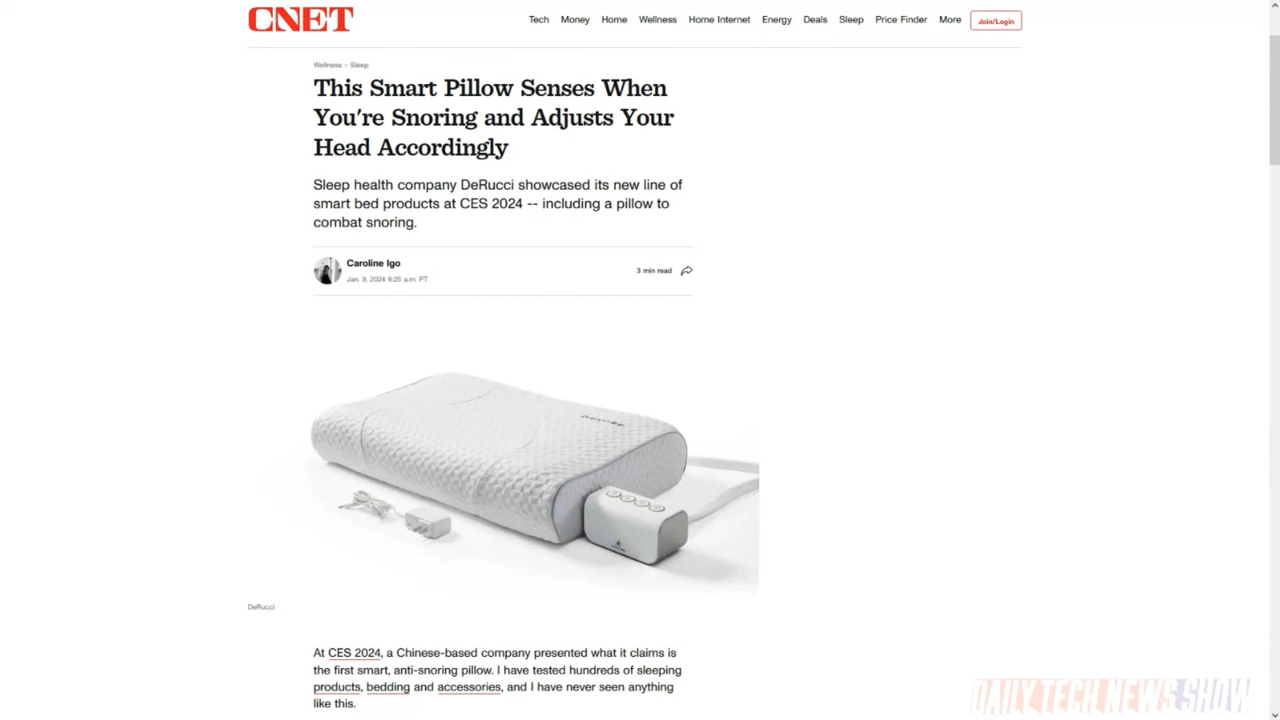 CNET
Tech Money Home Wellness Home Internet Energy Deals Sleep Price Finder More Join/Login
Wellness > Sleep
This Smart Pillow Senses When
You're Snoring and Adjusts Your
Head Accordingly
Sleep health company DeRucci showcased its new line of
smart bed products at CES 2024 -- including a pillow to
combat snoring.
Caroline Igo
Jan. 9, 2024 8:25 a.m. PT
3 min read
DeRucci
At CES 2024, a Chinese-based company presented what it claims is
the first smart, anti-snoring pillow. I have tested hundreds of sleeping
products, bedding and accessories, and I have never seen anything
like this.
DAILY TECH NEWS SHOW